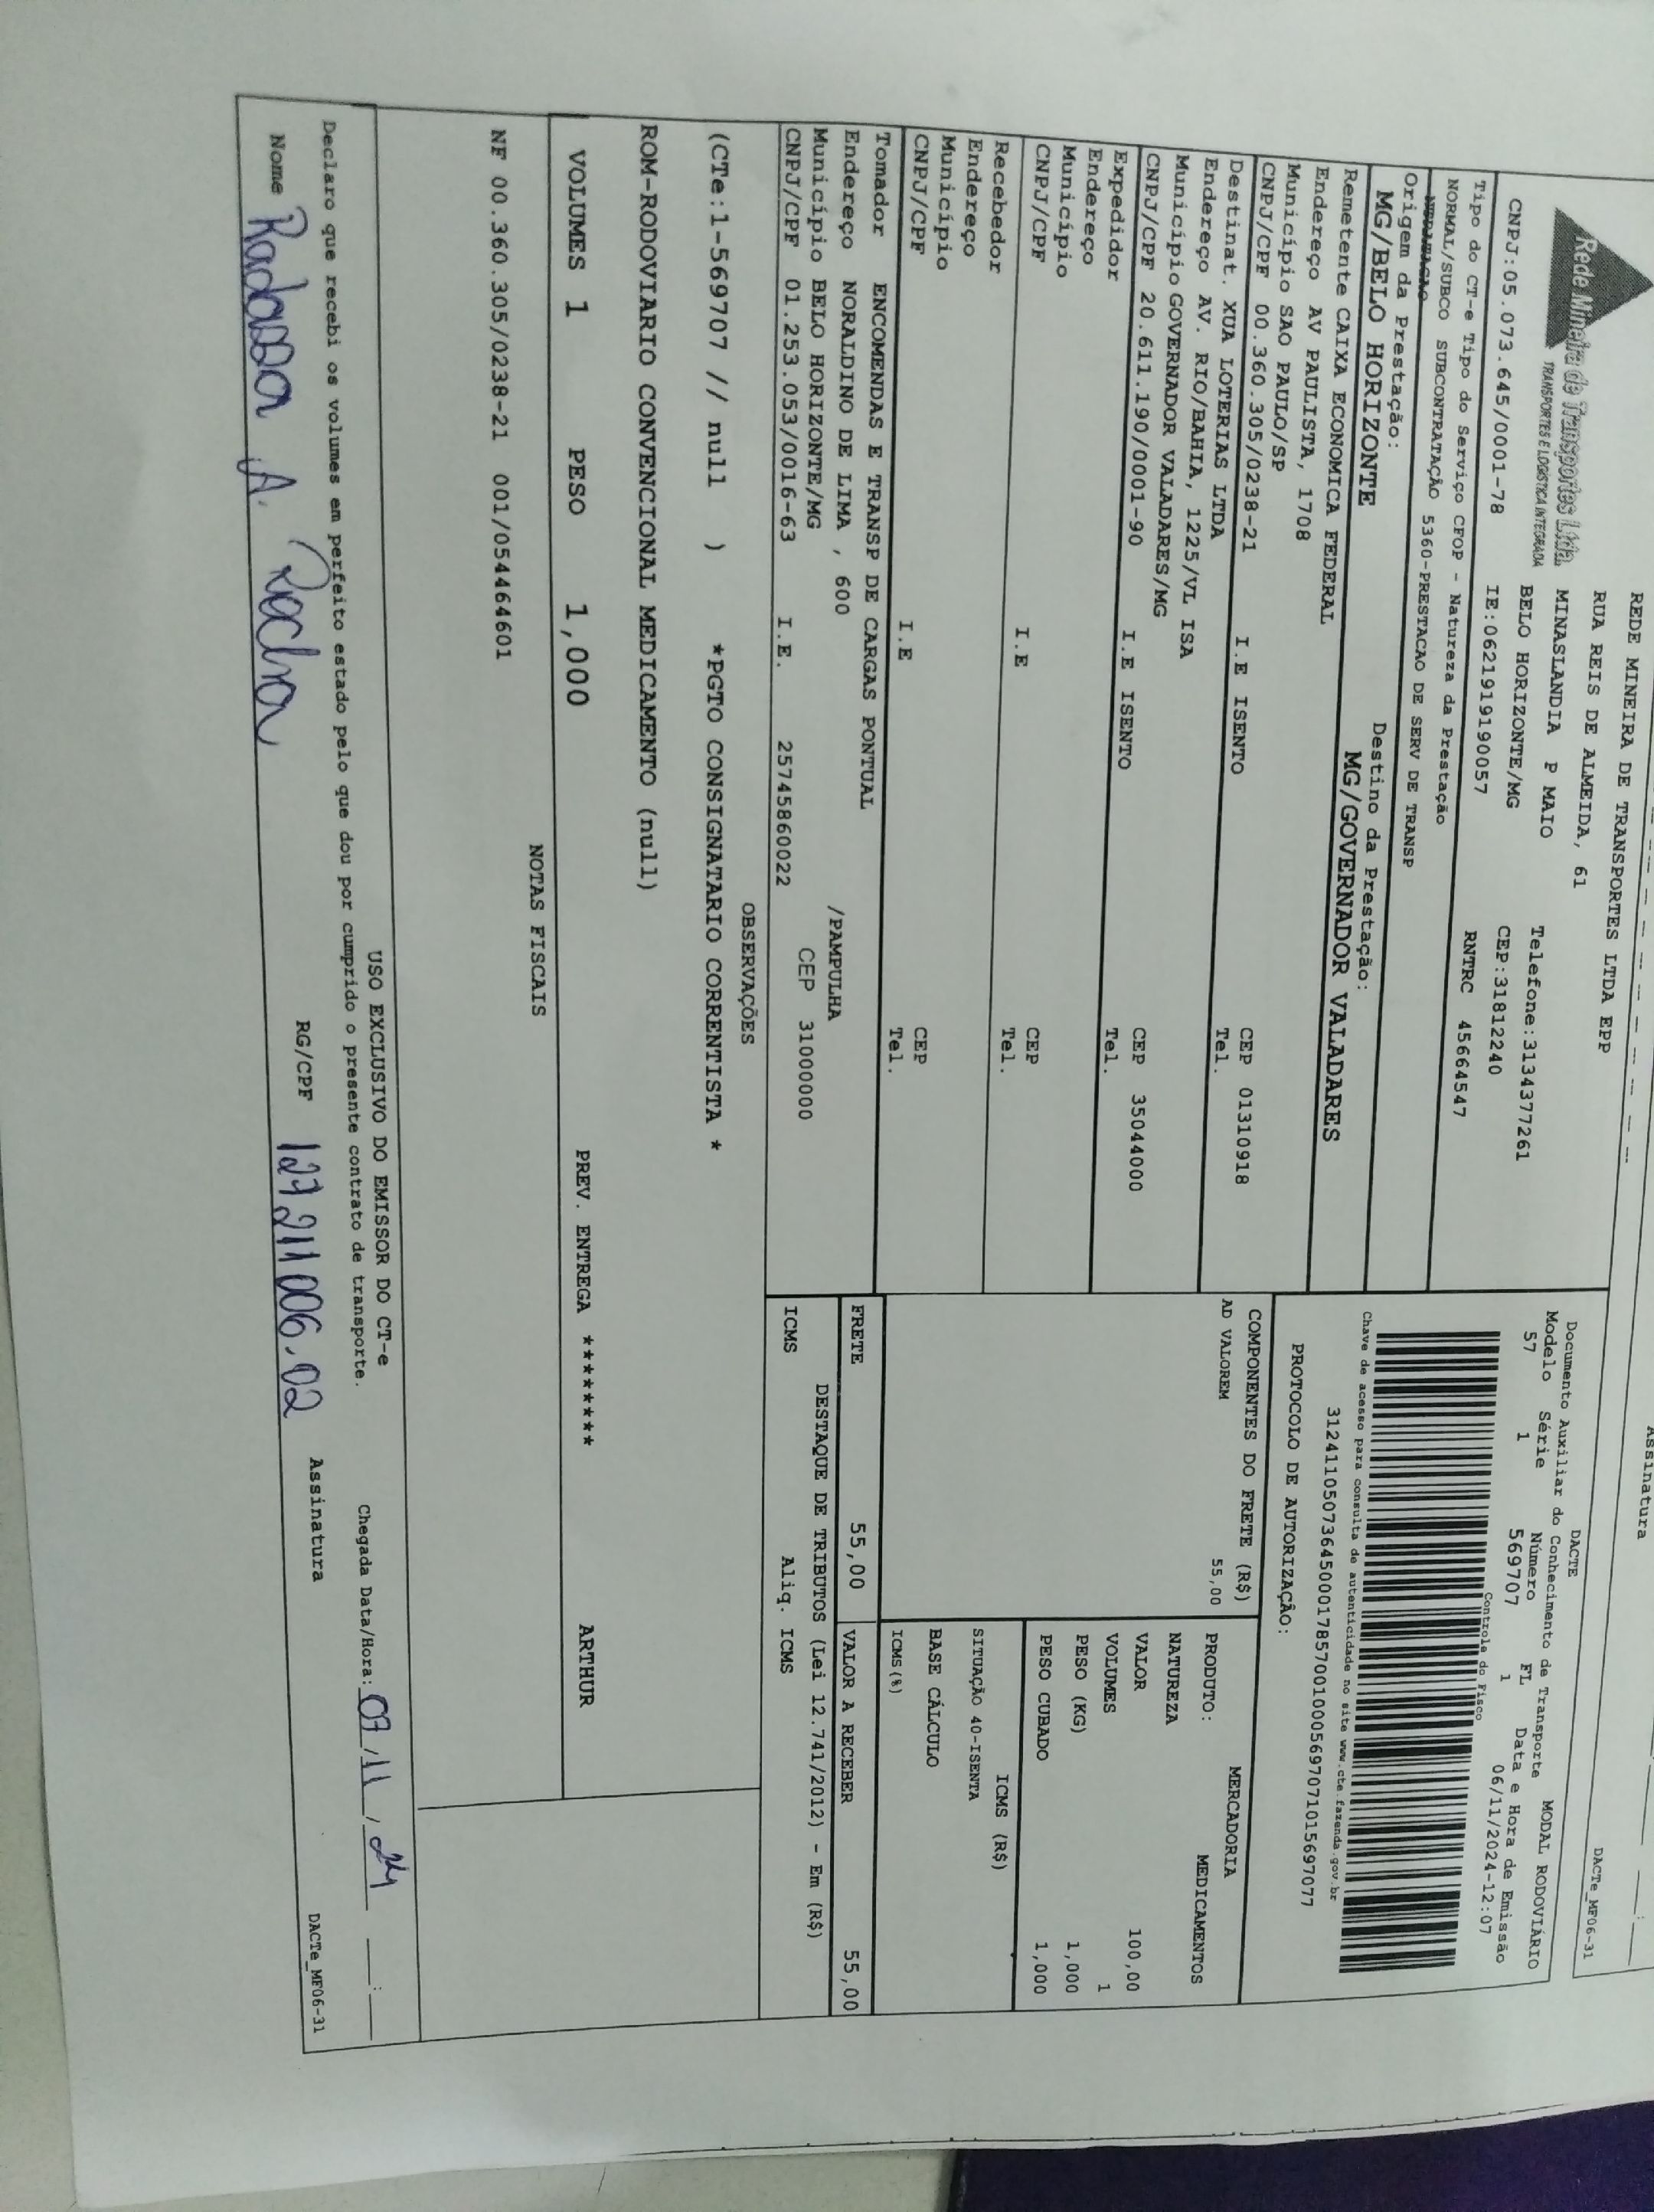 Assinatura
DACTe_MF06-31
Rede Mineira de Transportes Ltda.
TRANSPORTES E LOGÍSTICA INTEGRADA
REDE MINEIRA DE TRANSPORTES LTDA EPP
RUA REIS DE ALMEIDA, 61
MINASLANDIA P MAIO Telefone:3134377261
BELO HORIZONTE/MG CEP:31812240
CNPJ:05.073.645/0001-78 IE:0621919190057 RNTRC 45664547
DACTE
Documento Auxiliar do Conhecimento de Transporte MODAL RODOVIÁRIO
Modelo Série Número FL Data e Hora de Emissão
57 1 569707 1 06/11/2024-12:07
Controle do Fisco
Tipo do CT-e Tipo do Serviço CFOP - Natureza da Prestação
NORMAL/SUBCO SUBCONTRATAÇÃO 5360-PRESTACAO DE SERV DE TRANSP
Origem da Prestação: Destino da Prestação:
MG/BELO HORIZONTE MG/GOVERNADOR VALADARES
Chave de acesso para consulta de autenticidade no site www.cte.fazenda.gov.br
31241105073645000178570010005697071015697077
PROTOCOLO DE AUTORIZAÇÃO:
Remetente CAIXA ECONOMICA FEDERAL
Endereço AV PAULISTA, 1708
Município SAO PAULO/SP CEP 01310918
CNPJ/CPF 00.360.305/0238-21 I.E ISENTO Tel.
Destinat. XUA LOTERIAS LTDA
Endereço AV. RIO/BAHIA, 1225/VL ISA
Município GOVERNADOR VALADARES/MG CEP 35044000
CNPJ/CPF 20.611.190/0001-90 I.E ISENTO Tel.
Expedidor
Endereço
Município CEP
CNPJ/CPF I.E Tel.
Recebedor
Endereço
Município CEP
CNPJ/CPF I.E Tel.
Tomador ENCOMENDAS E TRANSP DE CARGAS PONTUAL
Endereço NORALDINO DE LIMA , 600 /PAMPULHA
Município BELO HORIZONTE/MG CEP 31000000
CNPJ/CPF 01.253.053/0016-63 I.E. 25745860022
COMPONENTES DO FRETE (R$)
AD VALOREM 55,00
MERCADORIA
PRODUTO: MEDICAMENTOS
NATUREZA
VALOR 100,00
VOLUMES 1
PESO (KG) 1,000
PESO CUBADO 1,000
ICMS (R$)
SITUAÇÃO 40-ISENTA
BASE CÁLCULO
ICMS(%)
FRETE 55,00 VALOR A RECEBER 55,00
DESTAQUE DE TRIBUTOS (Lei 12.741/2012) - Em (R$)
ICMS Aliq. ICMS
OBSERVAÇÕES
(CTe:1-569707 // null ) *PGTO CONSIGNATARIO CORRENTISTA *
ROM-RODOVIARIO CONVENCIONAL MEDICAMENTO (null)
VOLUMES 1 PESO 1,000 PREV. ENTREGA ******** ARTHUR
NOTAS FISCAIS
NF 00.360.305/0238-21 001/054464601
USO EXCLUSIVO DO EMISSOR DO CT-e
Declaro que recebi os volumes em perfeito estado pelo que dou por cumprido o presente contrato de transporte. Chegada Data/Hora: 07/11/24 __:__
Nome A. Rocha RG/CPF 127211006.02 Assinatura
DACTe_MF06-31